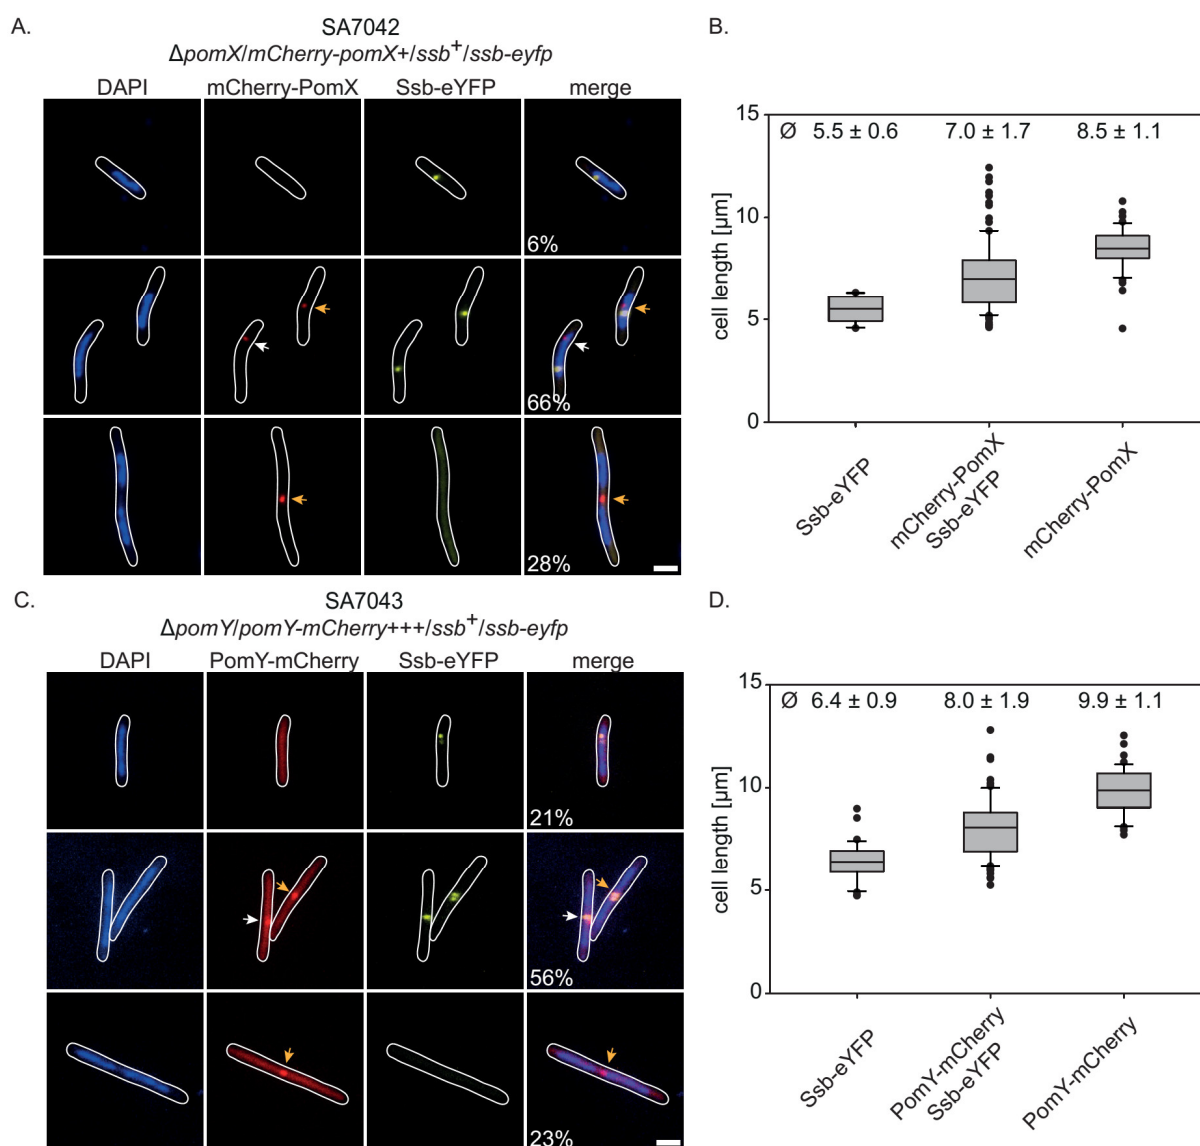 A.
SA7042
ΔpomX/mCherry-pomX+/ssb⁺/ssb-eyfp
DAPI mCherry-PomX Ssb-eYFP merge
6%
66%
28%
B.
cell length [µm]
15
10
5
0
Ø 5.5 ± 0.6 7.0 ± 1.7 8.5 ± 1.1
Ssb-eYFP
mCherry-PomX
Ssb-eYFP
mCherry-PomX
C.
SA7043
ΔpomY/pomY-mCherry+++/ssb⁺/ssb-eyfp
DAPI PomY-mCherry Ssb-eYFP merge
21%
56%
23%
D.
cell length [µm]
15
10
5
0
Ø 6.4 ± 0.9 8.0 ± 1.9 9.9 ± 1.1
Ssb-eYFP
PomY-mCherry
Ssb-eYFP
PomY-mCherry